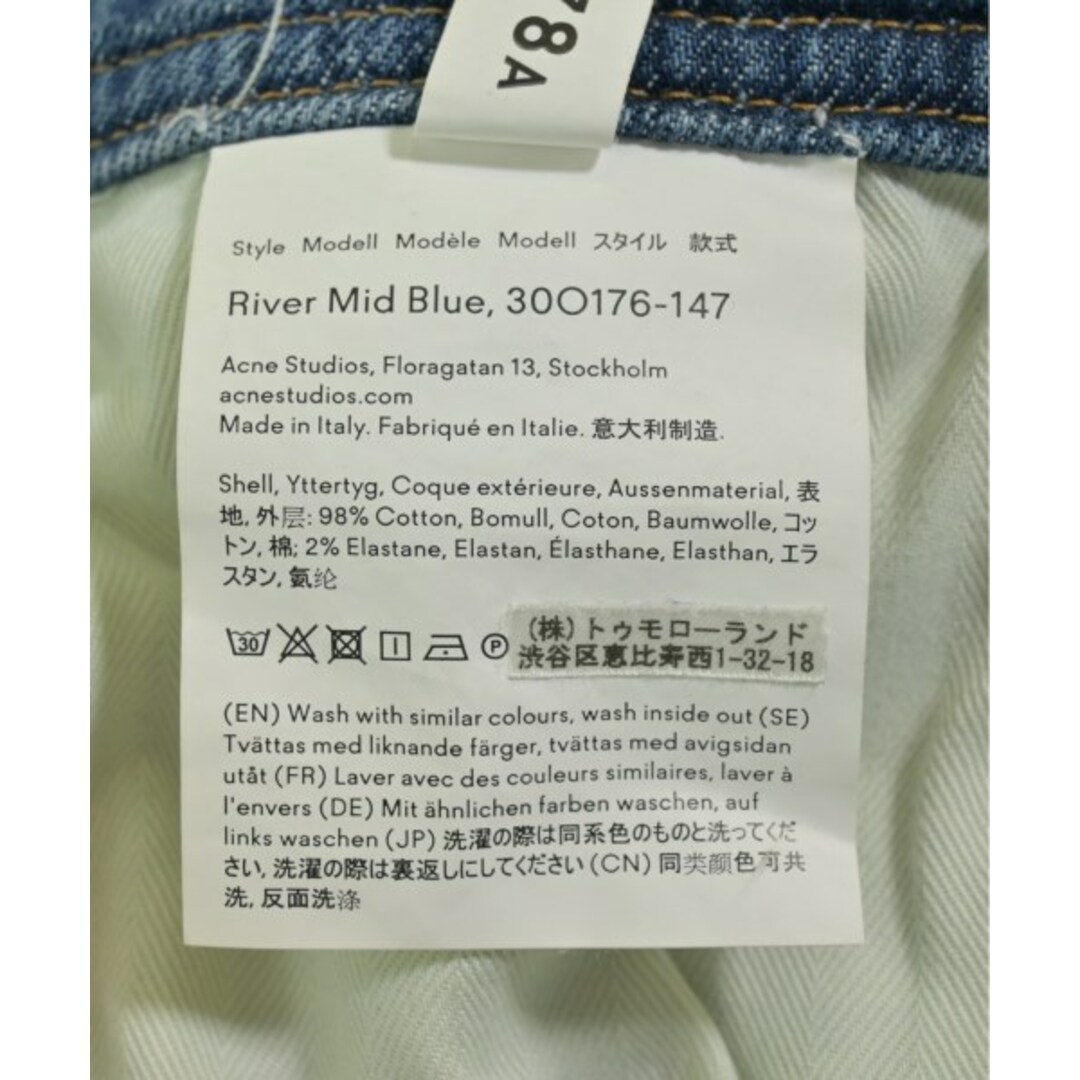 78A
Style Modell Modèle Modell スタイル 款式
River Mid Blue, 30O176-147
Acne Studios, Floragatan 13, Stockholm
acnestudios.com
Made in Italy. Fabriqué en Italie. 意大利制造.
Shell, Yttertyg, Coque extérieure, Aussenmaterial, 表
地, 外层: 98% Cotton, Bomull, Coton, Baumwolle, コッ
トン, 棉; 2% Elastane, Elastan, Élasthane, Elasthan, エラ
スタン, 氨纶
30 P
(株)トゥモローランド
渋谷区恵比寿西1-32-18
(EN) Wash with similar colours, wash inside out (SE)
Tvättas med liknande färger, tvättas med avigsidan
utåt (FR) Laver avec des couleurs similaires, laver à
l'envers (DE) Mit ähnlichen farben waschen, auf
links waschen (JP) 洗濯の際は同系色のものと洗ってくだ
さい, 洗濯の際は裏返しにしてください (CN) 同类颜色可共
洗, 反面洗涤